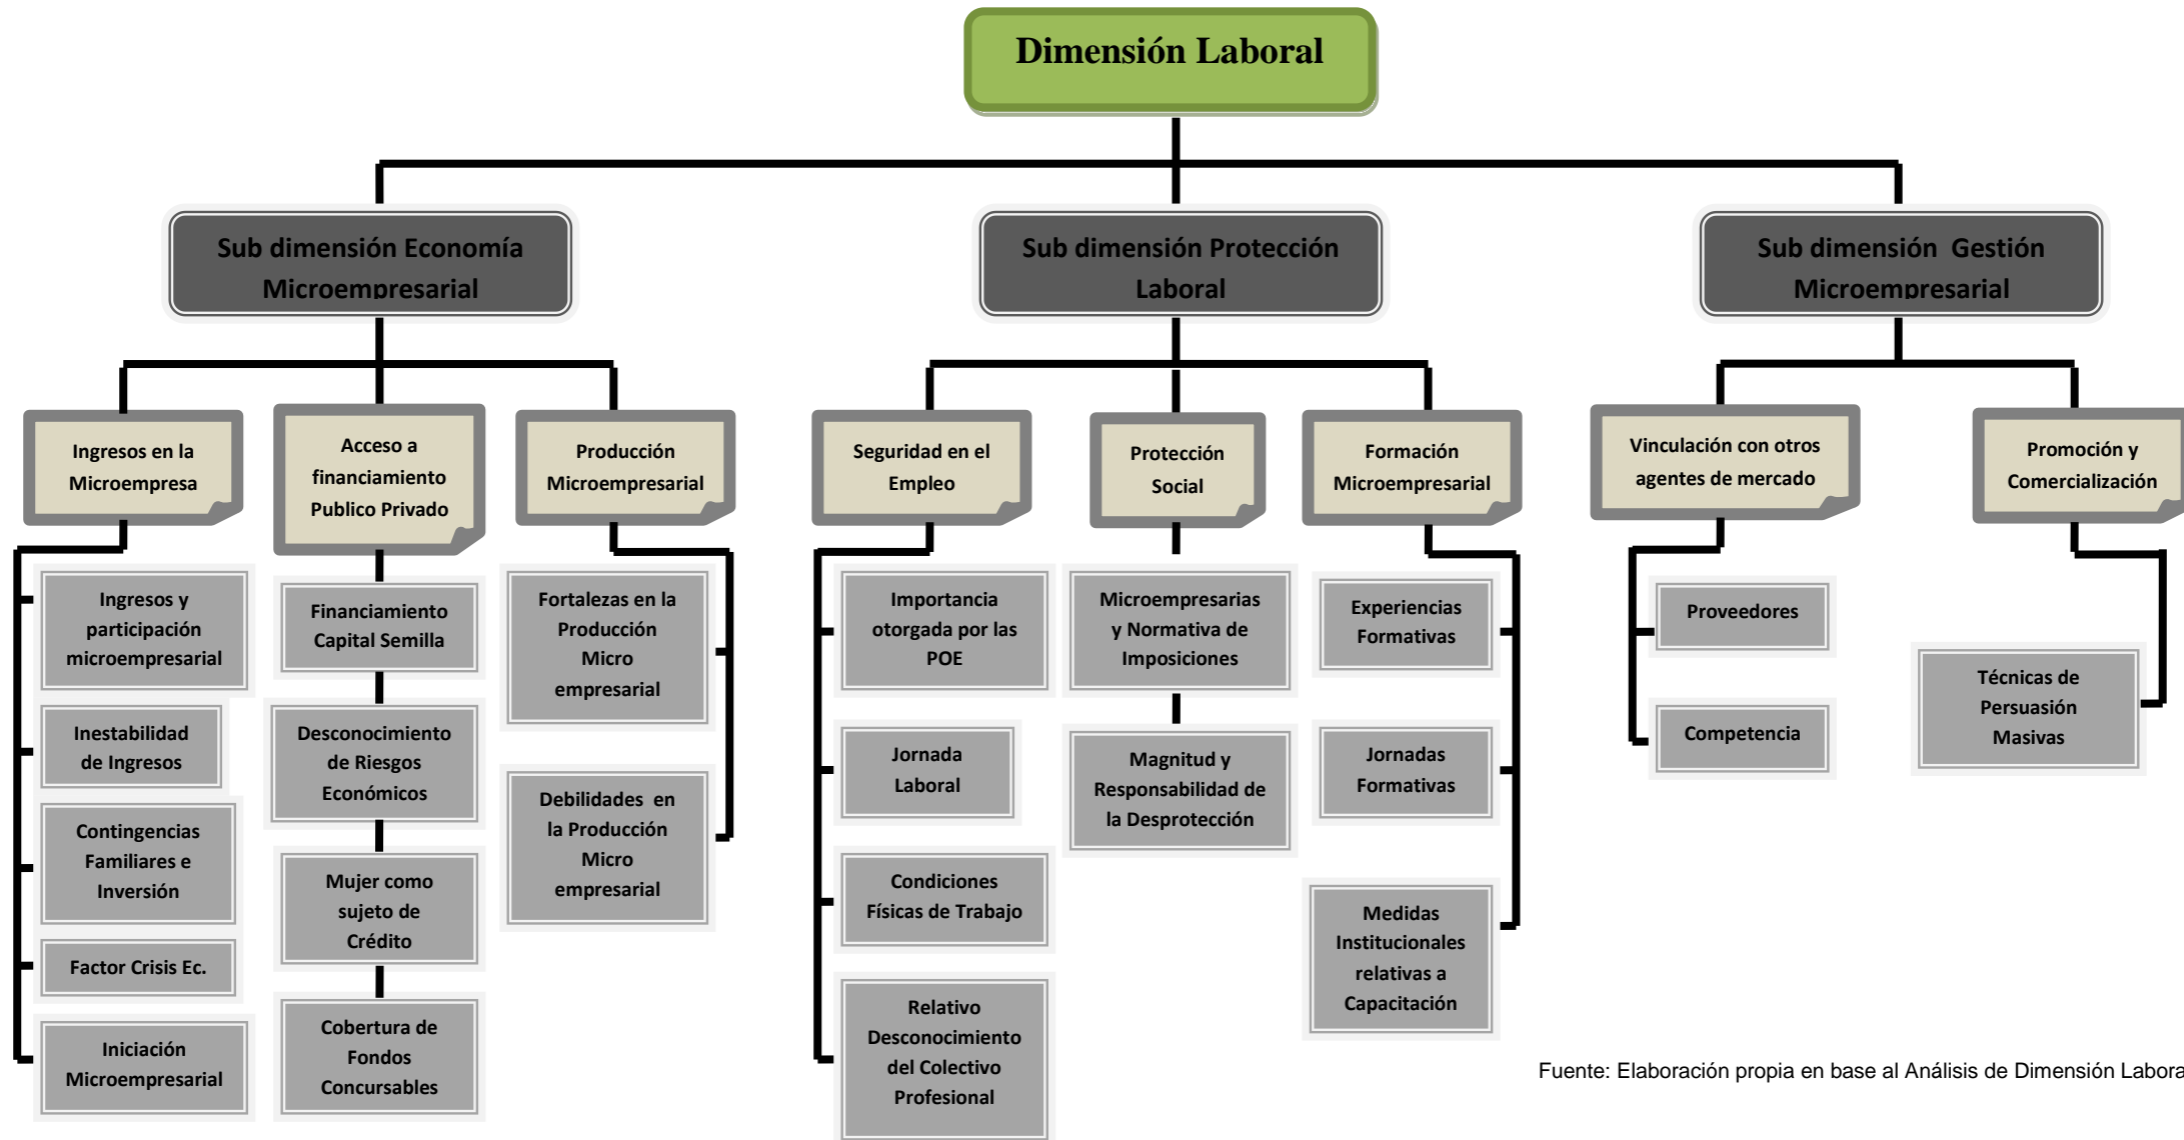 Dimensión Laboral
Sub dimensión Economía
Microempresarial
Sub dimensión Protección
Laboral
Sub dimensión  Gestión
Microempresarial
Ingresos en la
Microempresa
Acceso a
financiamiento
Publico Privado
Producción
Microempresarial
Seguridad en el
Empleo
Protección
Social
Formación
Microempresarial
Vinculación con otros
agentes de mercado
Promoción y
Comercialización
Ingresos y
participación
microempresarial
Inestabilidad
de Ingresos
Contingencias
Familiares e
Inversión
Factor Crisis Ec.
Iniciación
Microempresarial
Financiamiento
Capital Semilla
Desconocimiento
de Riesgos
Económicos
Mujer como
sujeto de
Crédito
Cobertura de
Fondos
Concursables
Fortalezas en la
Producción
Micro
empresarial
Debilidades  en
la Producción
Micro
empresarial
Importancia
otorgada por las
POE
Jornada
Laboral
Condiciones
Físicas de Trabajo
Relativo
Desconocimiento
del Colectivo
Profesional
Microempresarias
y Normativa de
Imposiciones
Magnitud y
Responsabilidad de
la Desprotección
Experiencias
Formativas
Jornadas
Formativas
Medidas
Institucionales
relativas a
Capacitación
Proveedores
Competencia
Técnicas de
Persuasión
Masivas
Fuente: Elaboración propia en base al Análisis de Dimensión Labora